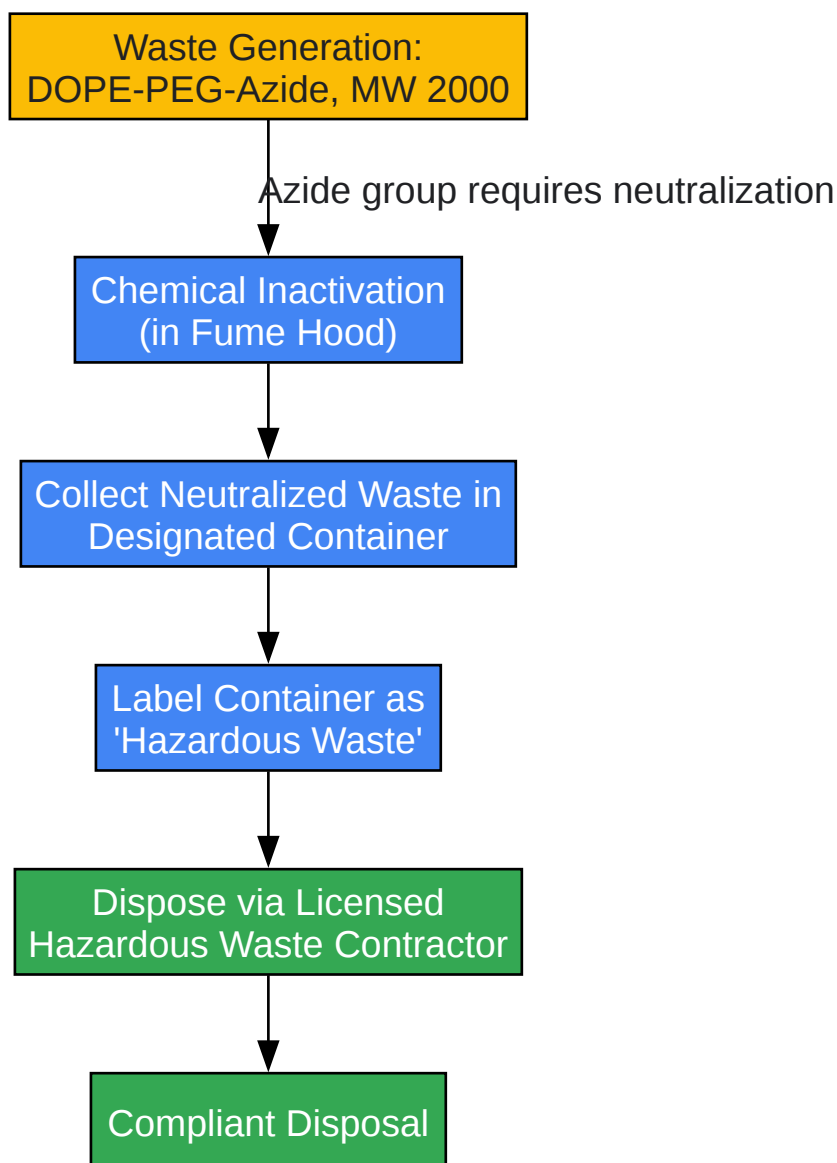 Waste Generation:
DOPE-PEG-Azide, MW 2000
Azide group requires neutralization
Chemical Inactivation
(in Fume Hood)
Collect Neutralized Waste in
Designated Container
Label Container as
'Hazardous Waste'
Dispose via Licensed
Hazardous Waste Contractor
Compliant Disposal